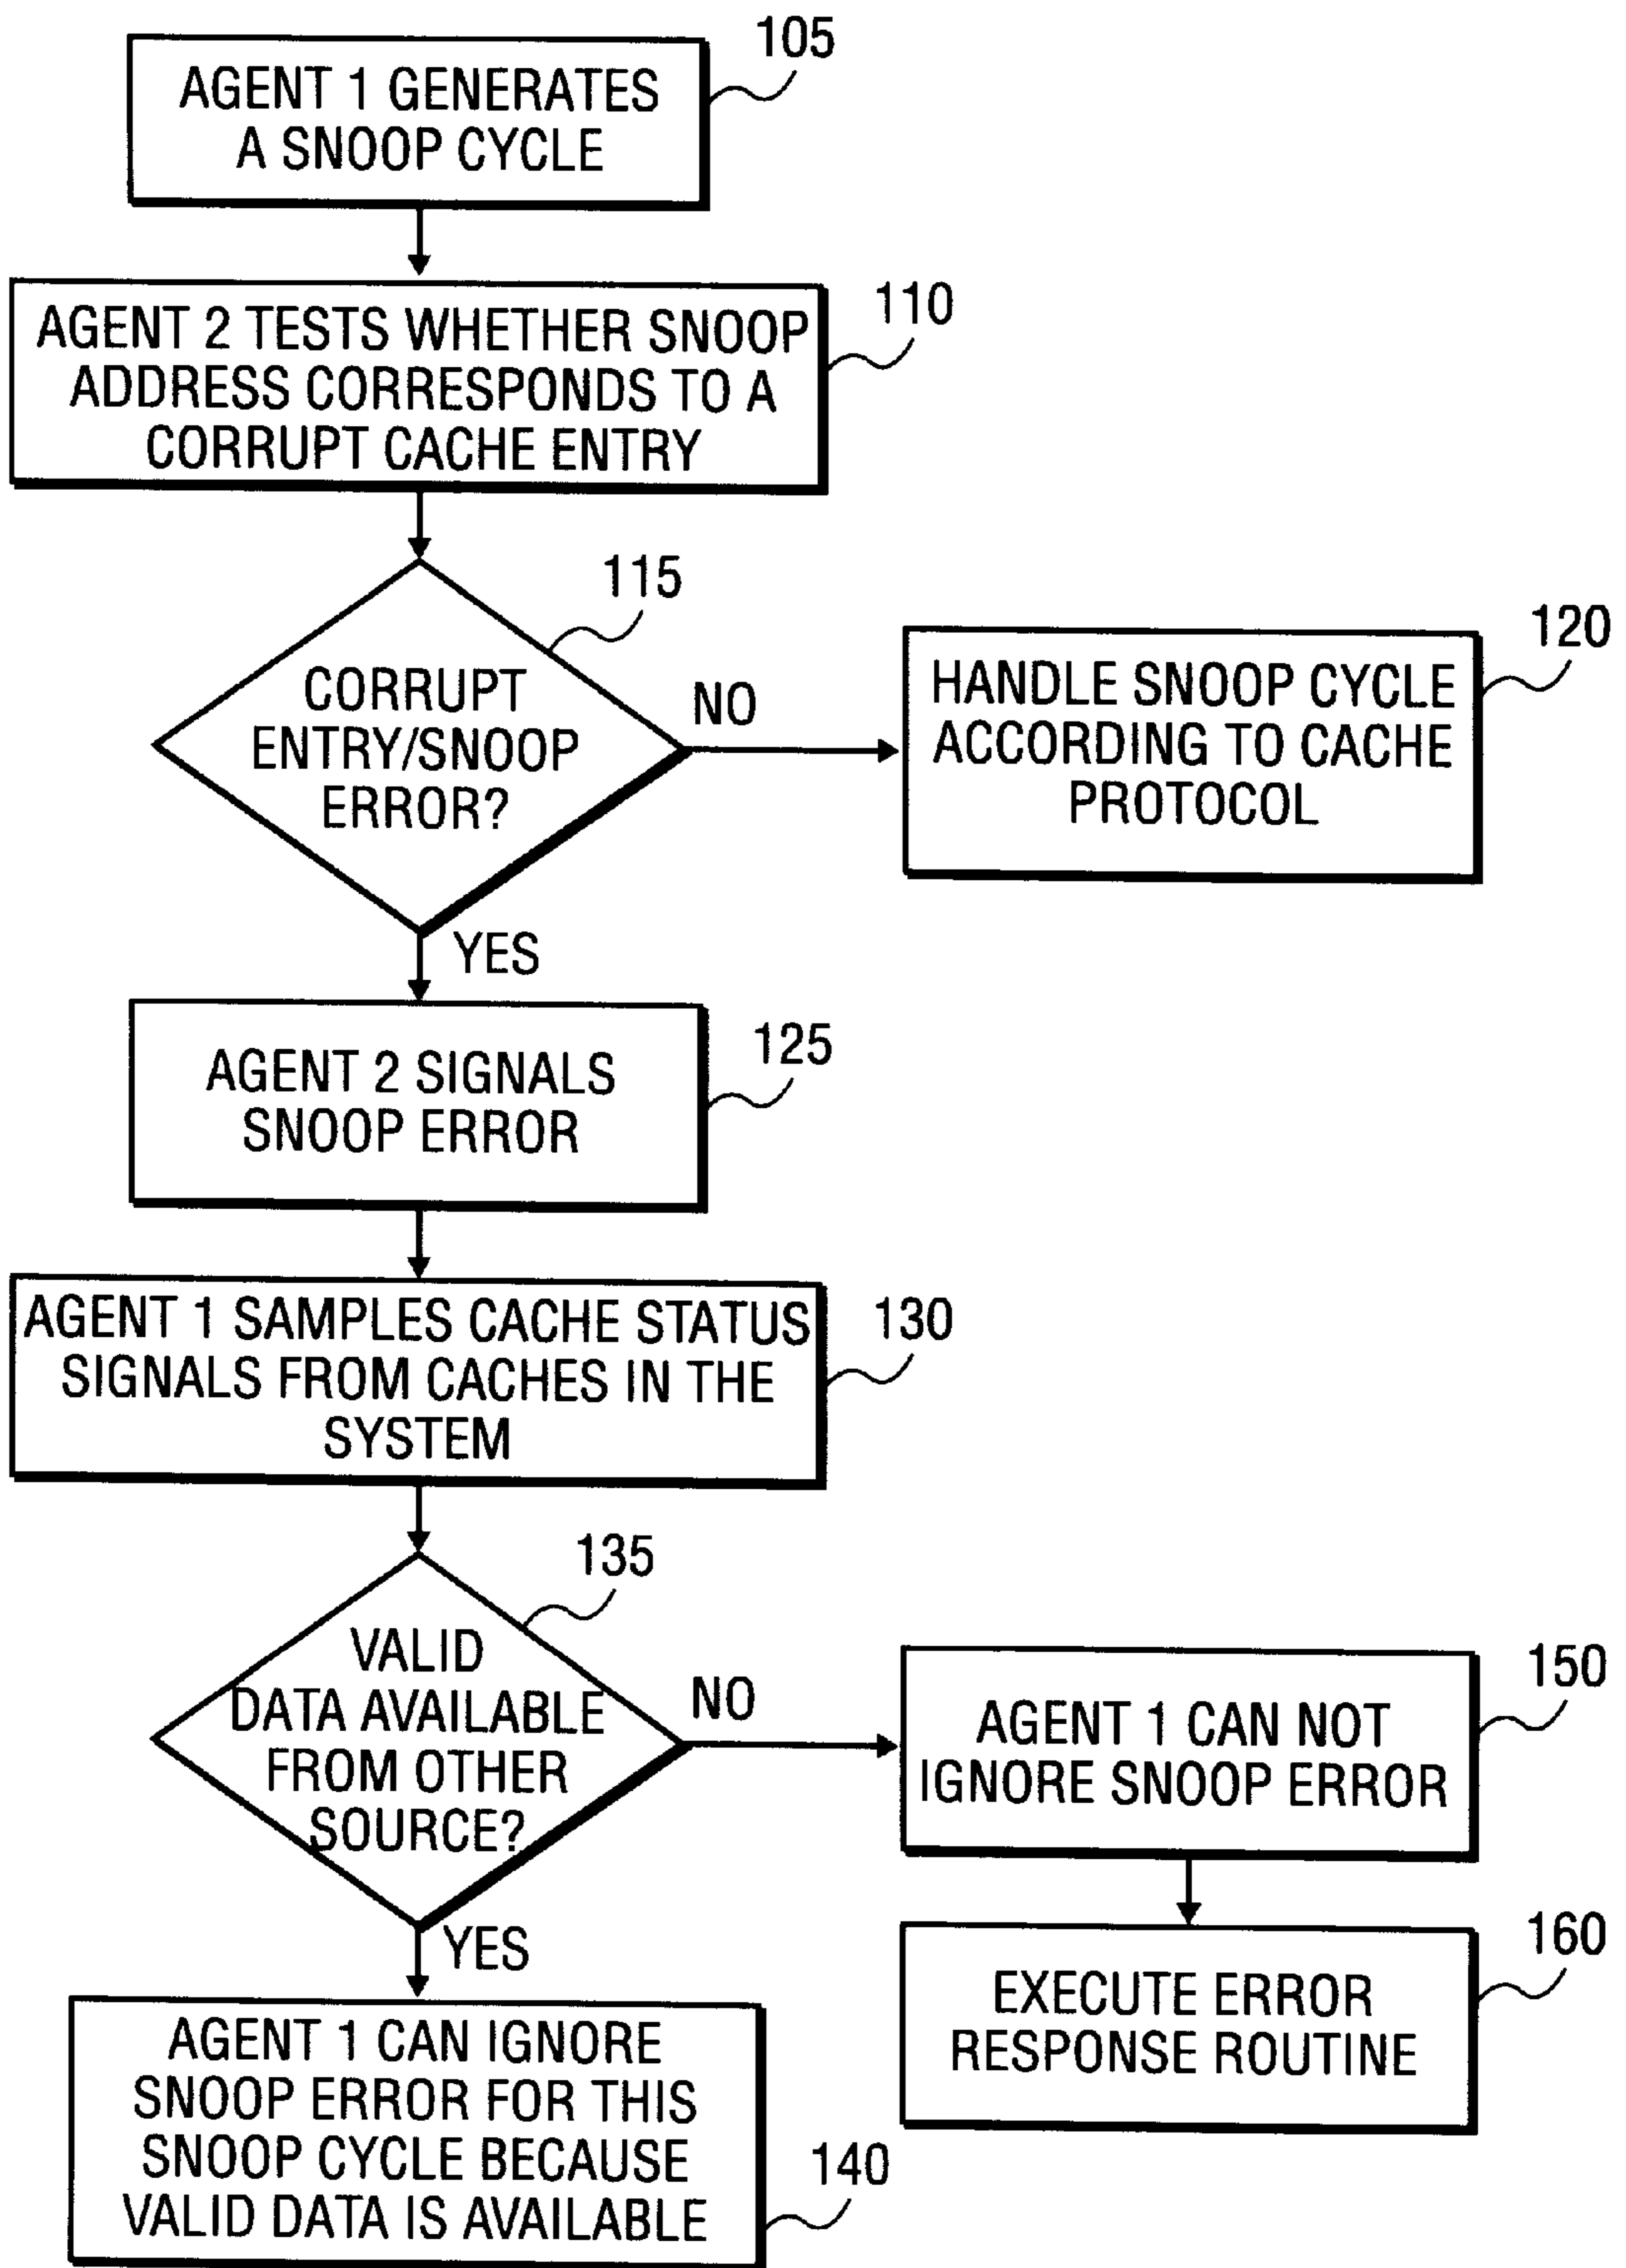 105
AGENT 1 GENERATES
A SNOOP CYCLE
110
AGENT 2 TESTS WHETHER SNOOP
ADDRESS CORRESPONDS TO A
CORRUPT CACHE ENTRY
115
CORRUPT
ENTRY/SNOOP
ERROR?
NO
120
HANDLE SNOOP CYCLE
ACCORDING TO CACHE
PROTOCOL
YES
125
AGENT 2 SIGNALS
SNOOP ERROR
130
AGENT 1 SAMPLES CACHE STATUS
SIGNALS FROM CACHES IN THE
SYSTEM
135
VALID
DATA AVAILABLE
FROM OTHER
SOURCE?
NO
150
AGENT 1 CAN NOT
IGNORE SNOOP ERROR
160
EXECUTE ERROR
RESPONSE ROUTINE
YES
AGENT 1 CAN IGNORE
SNOOP ERROR FOR THIS
SNOOP CYCLE BECAUSE
VALID DATA IS AVAILABLE
140